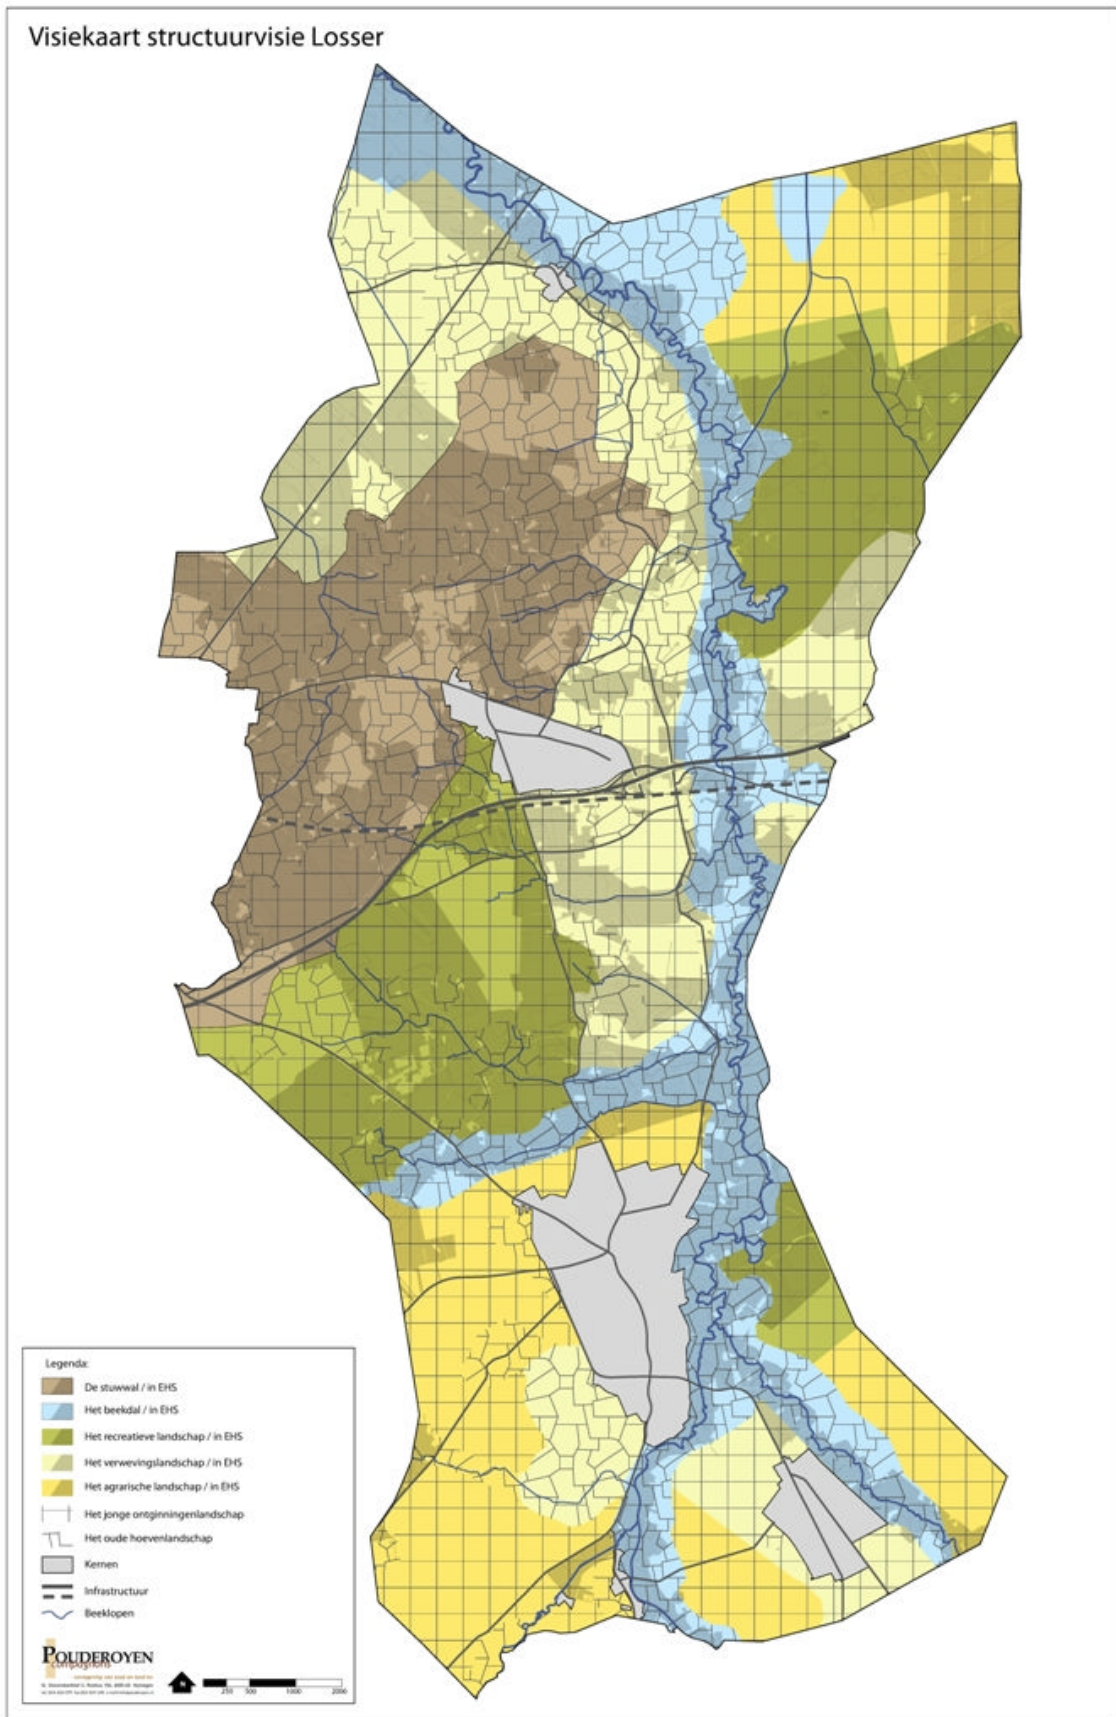 Visiekaart structuurvisie Losser
Legenda:
De stuwwal / in EHS
Het beekdal / in EHS
Het recreatieve landschap / in EHS
Het verwevingslandschap / in EHS
Het agrarische landschap / in EHS
Het jonge ontginningenlandschap
Het oude hoevenlandschap
Kernen
Infrastructuur
Beeklopen
POUDEROYEN
compagnons
N
250 500 1000 2000